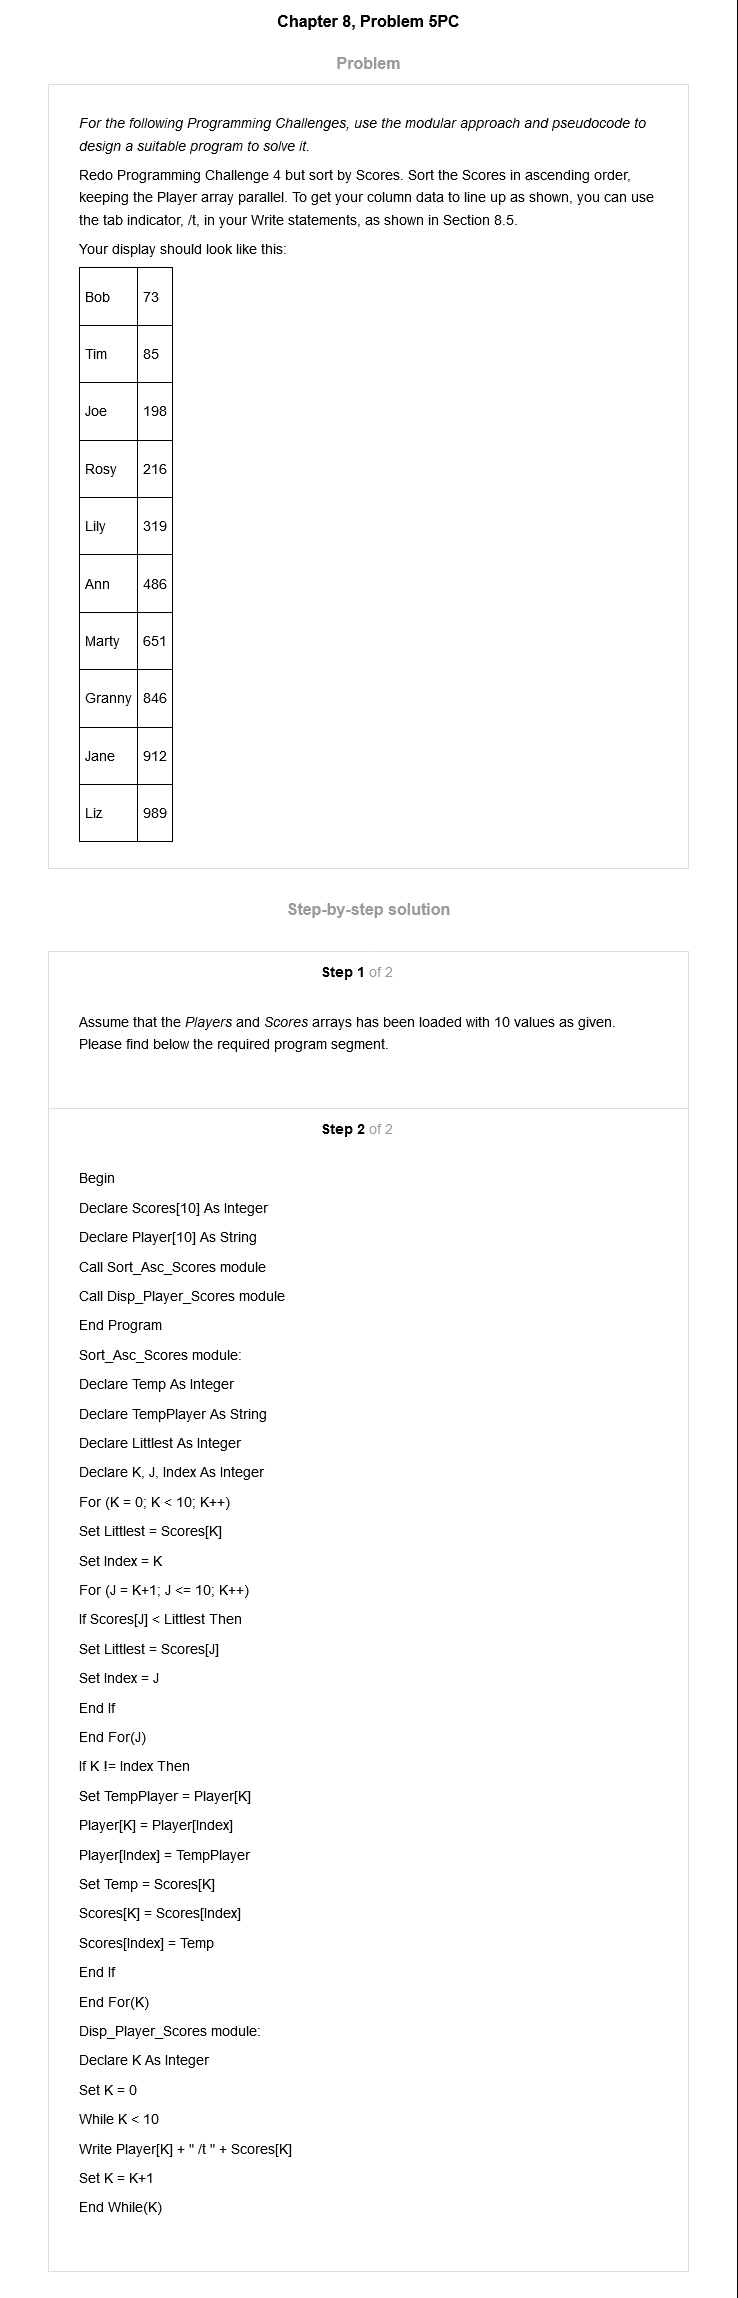 Chapter 8, Problem 5PC
Problem
For the following Programming Challenges, use the modular approach and pseudocode to
design a suitable program to solve it.
Redo Programming Challenge 4 but sort by Scores. Sort the Scores in ascending order,
keeping the Player array parallel. To get your column data to line up as shown, you can use
the tab indicator, /t, in your Write statements, as shown in Section 8.5.
Your display should look like this:
Bob 73
Tim 85
Joe 198
Rosy 216
Lily 319
Ann 486
Marty 651
Granny 846
Jane 912
Liz 989
Step-by-step solution
Step 1 of 2
Assume that the Players and Scores arrays has been loaded with 10 values as given.
Please find below the required program segment.
Step 2 of 2
Begin
Declare Scores[10] As Integer
Declare Player[10] As String
Call Sort_Asc_Scores module
Call Disp_Player_Scores module
End Program
Sort_Asc_Scores module:
Declare Temp As Integer
Declare TempPlayer As String
Declare Littlest As Integer
Declare K, J, Index As Integer
For (K = 0; K < 10; K++)
Set Littlest = Scores[K]
Set Index = K
For (J = K+1; J <= 10; K++)
If Scores[J] < Littlest Then
Set Littlest = Scores[J]
Set Index = J
End If
End For(J)
If K != Index Then
Set TempPlayer = Player[K]
Player[K] = Player[Index]
Player[Index] = TempPlayer
Set Temp = Scores[K]
Scores[K] = Scores[Index]
Scores[Index] = Temp
End If
End For(K)
Disp_Player_Scores module:
Declare K As Integer
Set K = 0
While K < 10
Write Player[K] + " /t " + Scores[K]
Set K = K+1
End While(K)